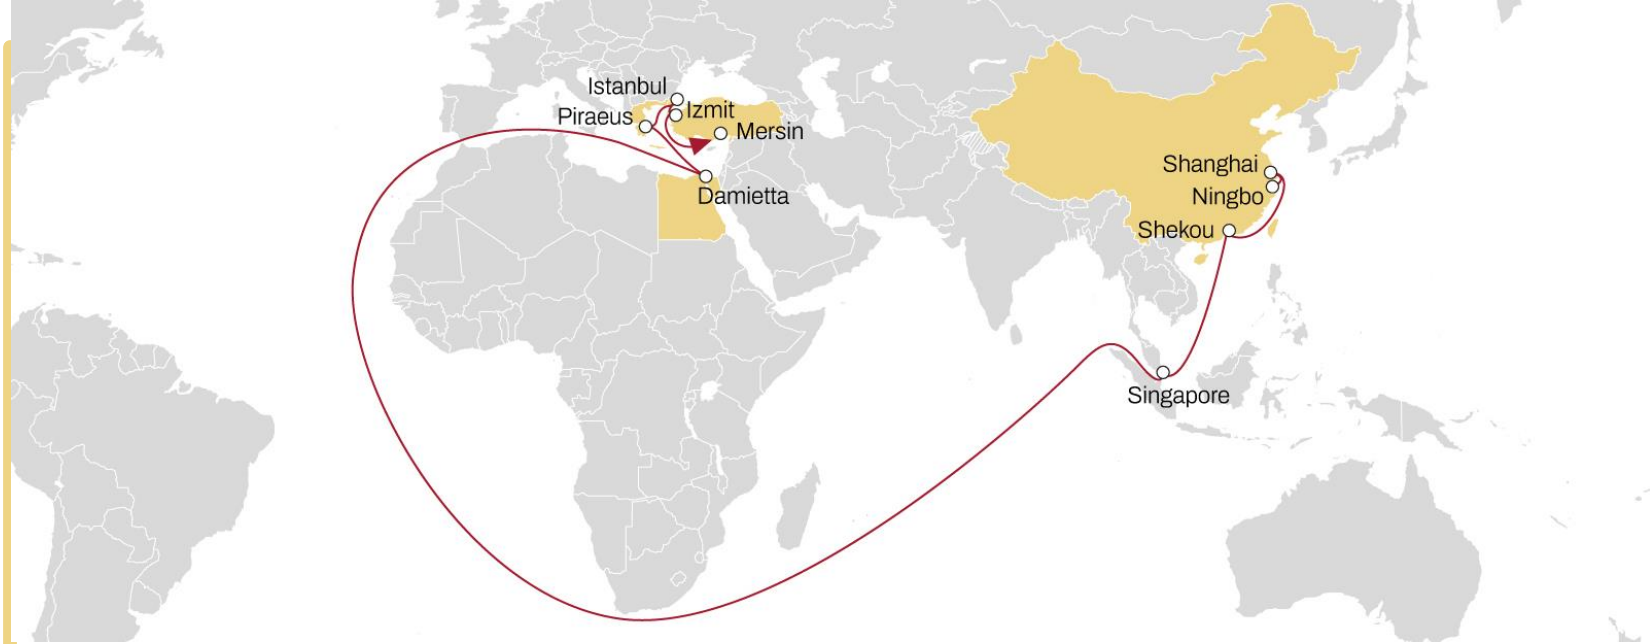 Istanbul
Piraeus
Izmit
Mersin
Damietta
Shanghai
Ningbo
Shekou
Singapore